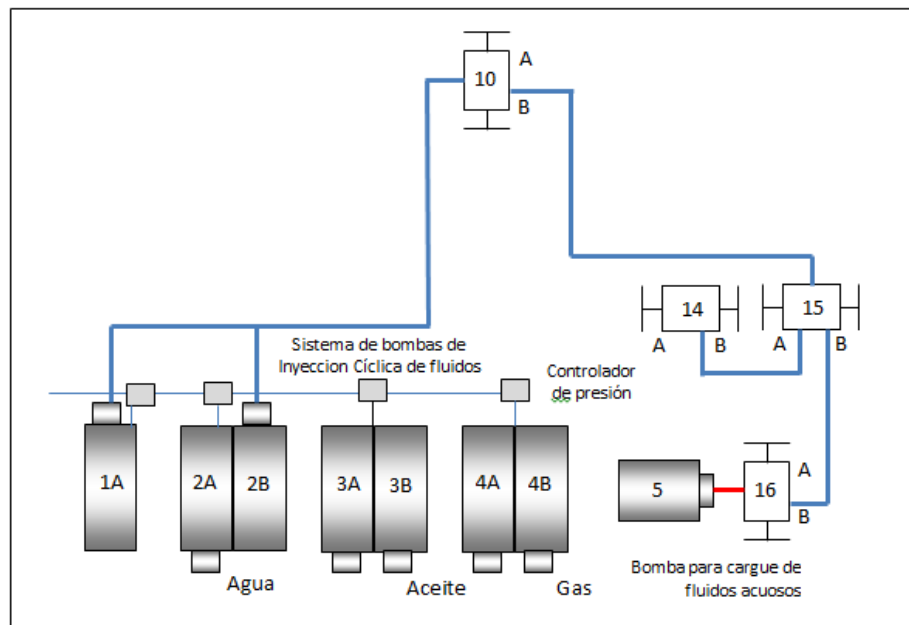 10
A
B
14
15
A
B
A
B
Sistema de bombas de
Inyeccion Cíclica de fluidos
Controlador
de presión
1A
2A
2B
3A
3B
4A
4B
5
16
A
B
Agua
Aceite
Gas
Bomba para cargue de
fluidos acuosos